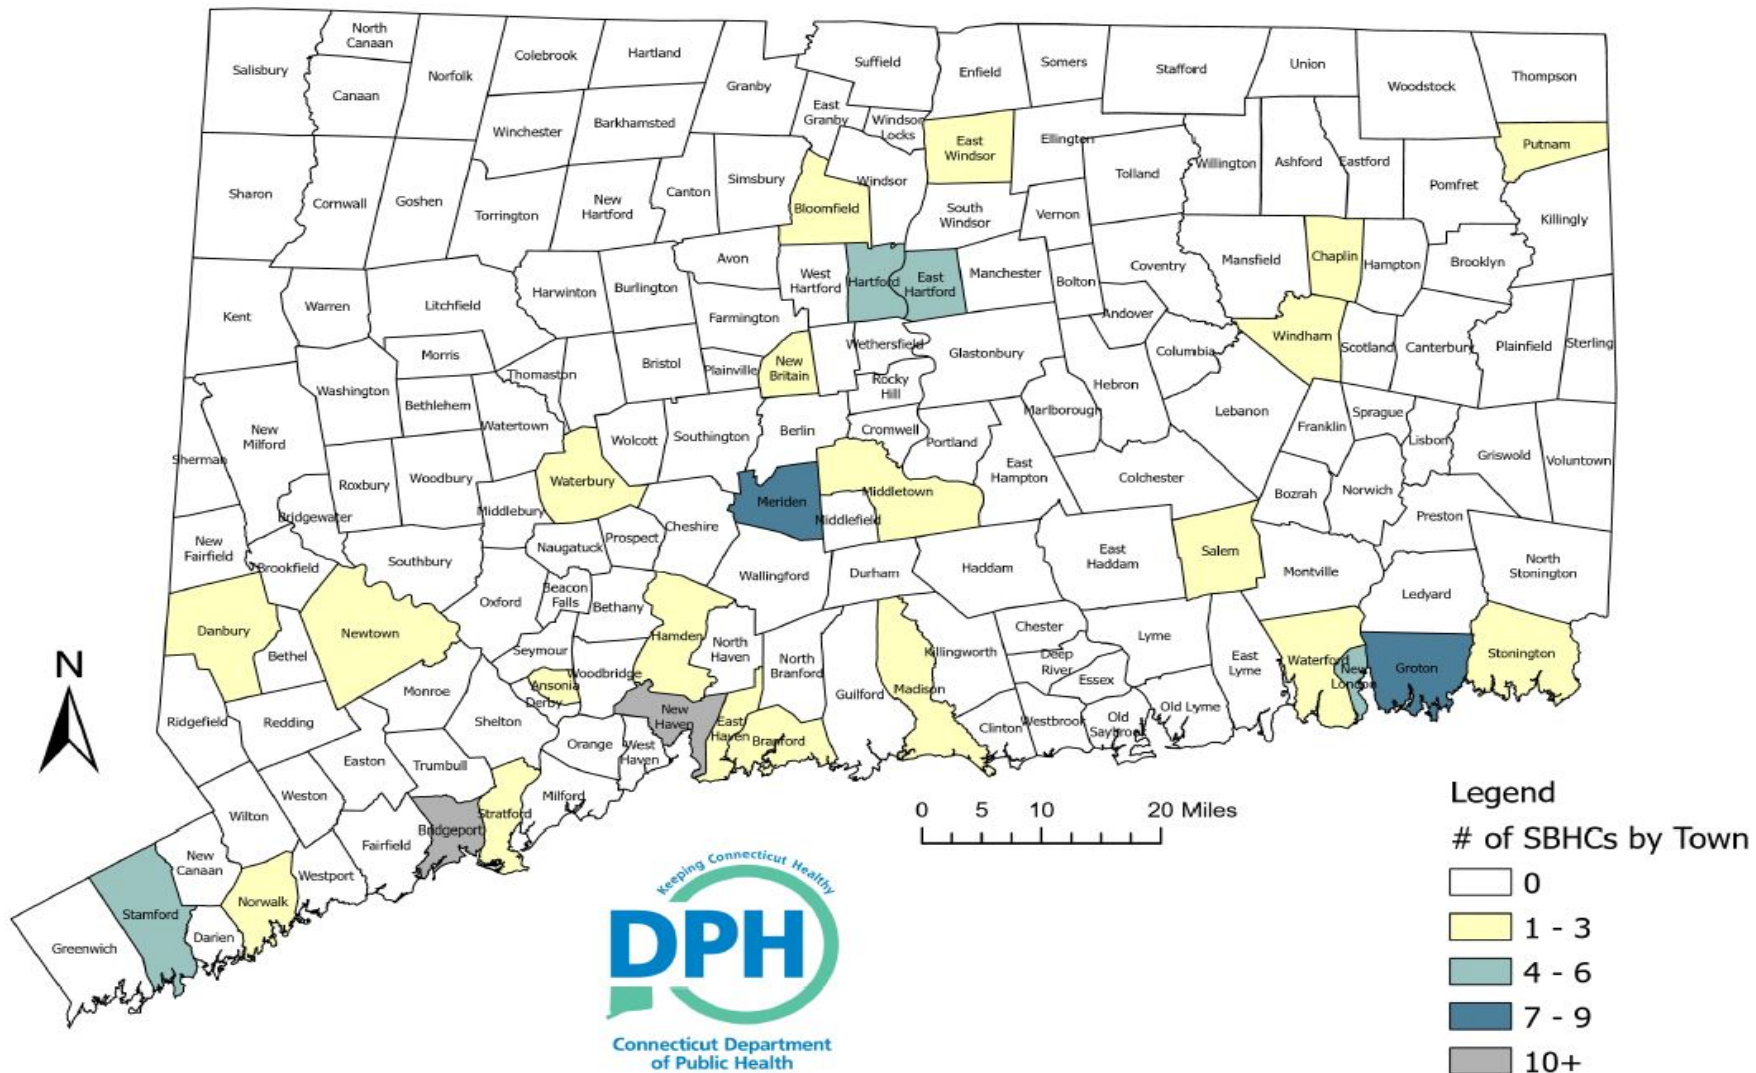 North
Canaan
Colebrook
Hartland
Salisbury
Norfolk
Canaan
Granby
Suffield
Enfield
Somers
Stafford
Union
Woodstock
Thompson
Winchester
Barkhamsted
East
Granby
Windsor
Locks
East
Windsor
Ellington
Putnam
Sharon
Cornwall
Goshen
Torrington
New
Hartford
Canton
Simsbury
Bloomfield
Windsor
South
Windsor
Vernon
Tolland
Willington
Ashford
Eastford
Pomfret
Killingly
Kent
Warren
Litchfield
Harwinton
Burlington
Avon
West
Hartford
Hartford
East
Hartford
Manchester
Bolton
Coventry
Mansfield
Chaplin
Hampton
Brooklyn
Farmington
Andover
Morris
Thomaston
Bristol
Plainville
New
Britain
Wethersfield
Rocky
Hill
Glastonbury
Hebron
Columbia
Windham
Scotland
Canterbury
Plainfield
Sterling
Washington
Bethlehem
Watertown
New
Milford
Sherman
Wolcott
Southington
Berlin
Cromwell
Portland
Marlborough
Lebanon
Franklin
Sprague
Lisbon
Griswold
Voluntown
Roxbury
Woodbury
Waterbury
Meriden
Middletown
East
Hampton
Colchester
Bozrah
Norwich
Preston
Bridgewater
Middlebury
Cheshire
Middlefield
New
Fairfield
Brookfield
Southbury
Naugatuck
Prospect
Wallingford
Durham
Haddam
East
Haddam
Salem
Montville
North
Stonington
Ledyard
Oxford
Beacon
Falls
Bethany
Danbury
Newtown
Bethel
Seymour
Woodbridge
Hamden
North
Haven
North
Branford
Guilford
Madison
Killingworth
Chester
Deep
River
Essex
Lyme
East
Lyme
Waterford
New
London
Groton
Stonington
N
Ridgefield
Redding
Monroe
Shelton
Ansonia
Derby
Orange
West
Haven
New
Haven
East
Haven
Branford
Clinton
Westbrook
Old
Saybrook
Old Lyme
Easton
Trumbull
Weston
Wilton
Milford
Stratford
Bridgeport
Fairfield
New
Canaan
Westport
Norwalk
Stamford
Darien
Greenwich
0 5 10 20 Miles
Keeping Connecticut Healthy
DPH
Connecticut Department
of Public Health
Legend
# of SBHCs by Town
0
1 - 3
4 - 6
7 - 9
10+